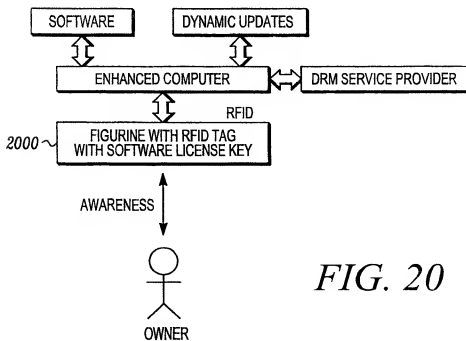 SOFTWARE
DYNAMIC UPDATES
ENHANCED COMPUTER
DRM SERVICE PROVIDER
RFID
2000
FIGURINE WITH RFID TAG
WITH SOFTWARE LICENSE KEY
AWARENESS
FIG. 20
OWNER